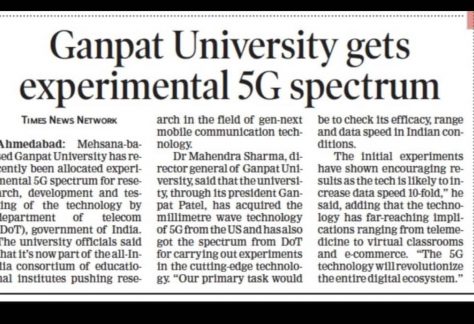 Ganpat University gets
experimental 5G spectrum
TIMES NEWS NETWORK
Ahmedabad: Mehsana-ba-
sed Ganpat University has re-
cently been allocated experi-
mental 5G spectrum for rese-
arch, development and tes-
ting of the technology by
department of telecom
(DoT), government of India.
The university officials said
that it's now part of the all-In-
dia consortium of educatio-
nal institutes pushing rese-
arch in the field of gen-next
mobile communication tech-
nology.
Dr Mahendra Sharma, di-
rector general of Ganpat Uni-
versity, said that the universi-
ty, through its president Gan-
pat Patel, has acquired the
millimetre wave technology
of 5G from the US and has also
got the spectrum from DoT
for carrying out experiments
in the cutting-edge technolo-
gy. “Our primary task would
be to check its efficacy, range
and data speed in Indian con-
ditions.
The initial experiments
have shown encouraging re-
sults as the tech is likely to in-
crease data speed 10-fold,” he
said, adding that the techno-
logy has far-reaching impli-
cations ranging from teleme-
dicine to virtual classrooms
and e-commerce. “The 5G
technology will revolutionize
the entire digital ecosystem.”